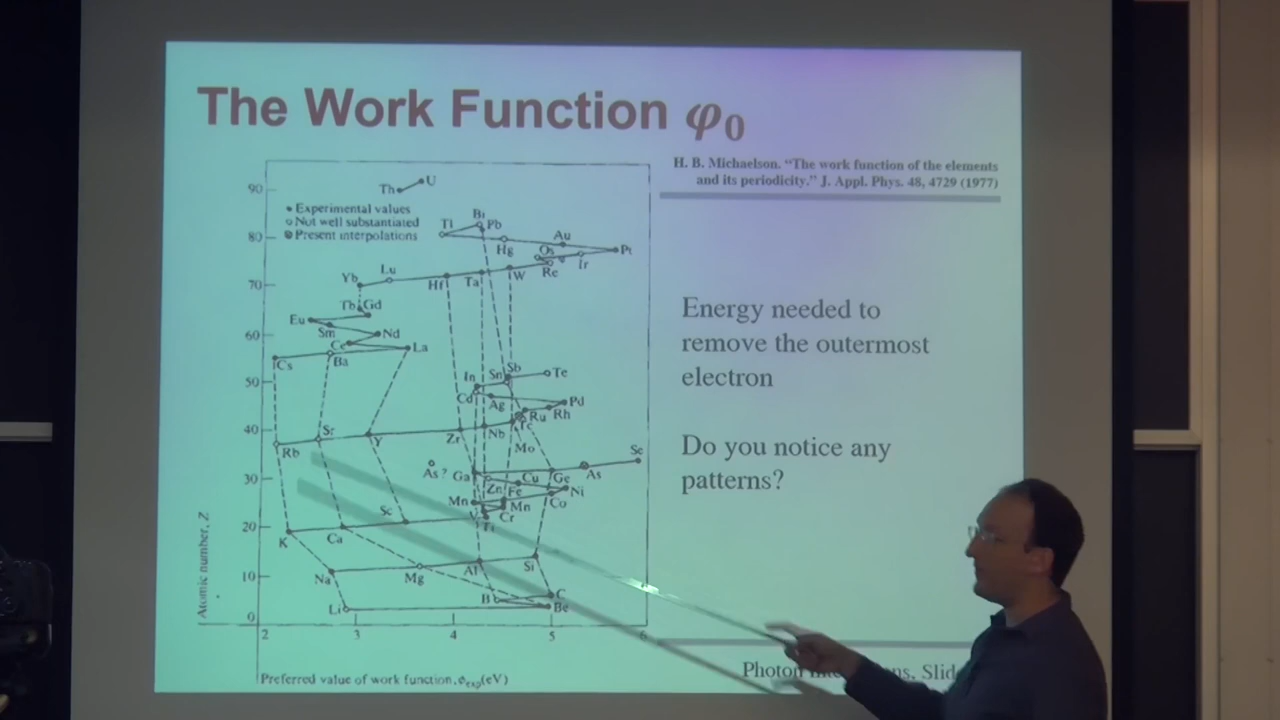 The Work Function φ₀
H. B. Michaelson. “The work function of the elements
and its periodicity.” J. Appl. Phys. 48, 4729 (1977)
Energy needed to
remove the outermost
electron
Do you notice any
patterns?
Atomic number, Z
90
80
70
60
50
40
30
20
10
0
• Experimental values
○ Not well substantiated
Present interpolations
Th U
Bi
Tl Pb
Au
Hg Os Pt
Re Ir
Yb Lu Hf Ta W
Tb Gd
Eu
Sm Nd
Ce La
Cs Ba
In Sn Sb Te
Cd Ag Pd
Ru Rh
Rb Sr Y Zr Nb Tc
Mo
Se
As? Ga Cu Ge As
Zn Fe Ni
Mn Mn Co
Sc V Cr
Ti
K Ca
Na Mg Al Si
B C
Li Be
2 3 4 5 6
Preferred value of work function, φexp(eV)
Photon